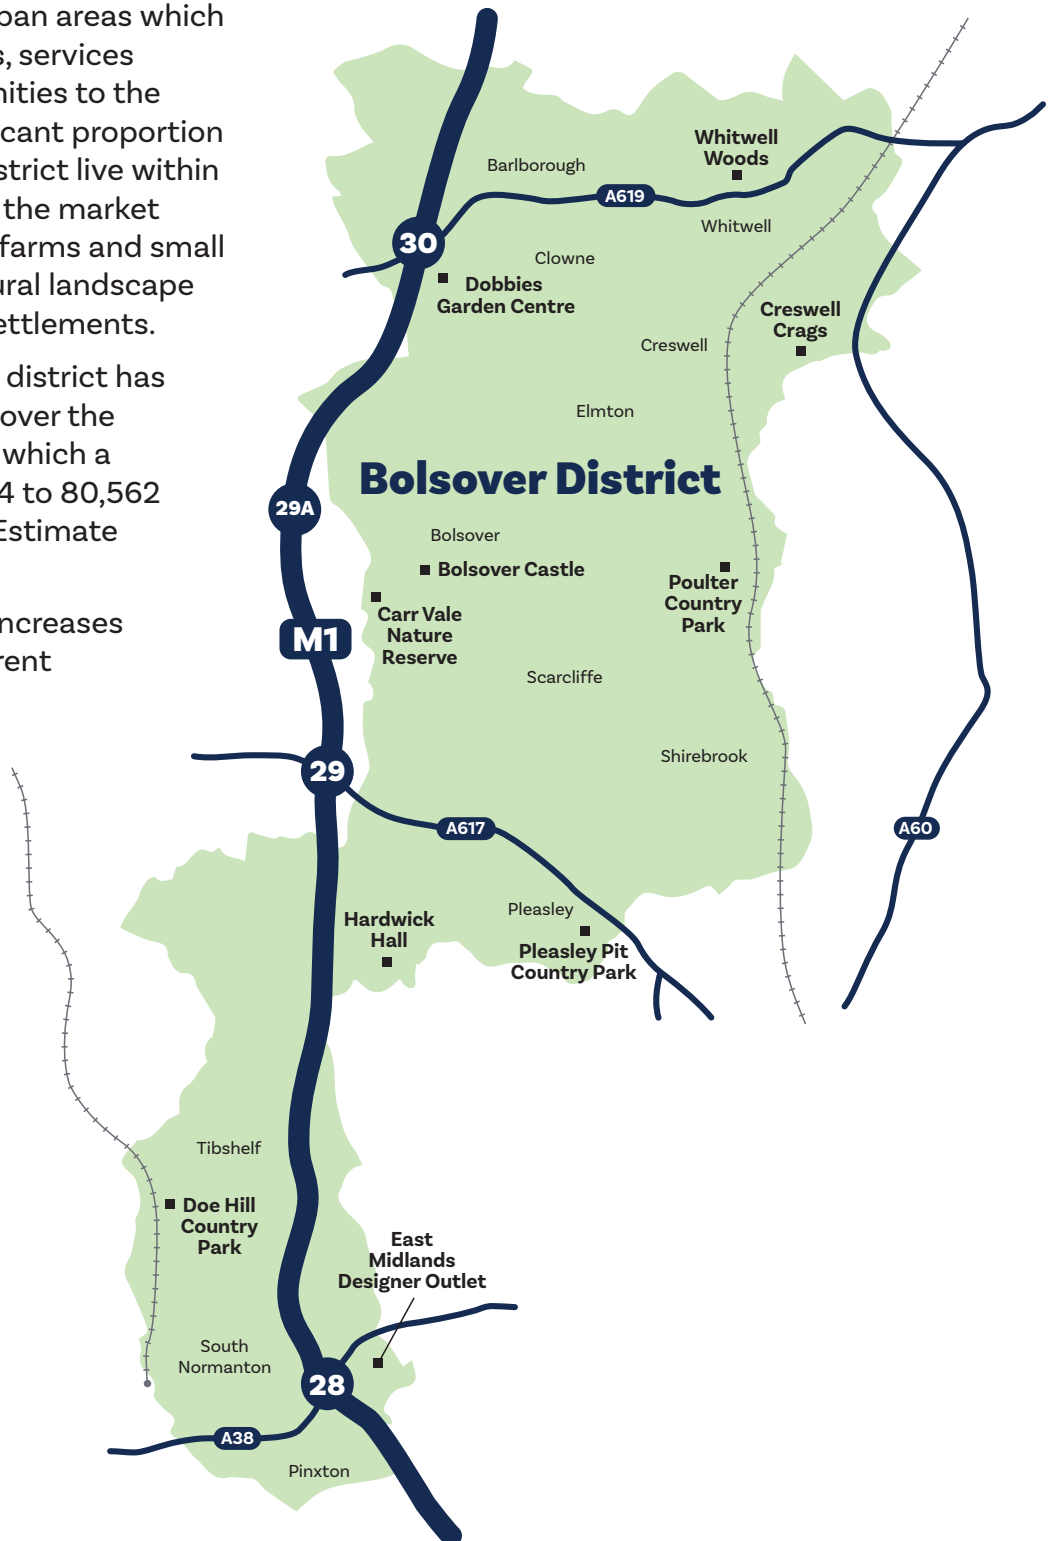 ban areas which
s, services
nities to the
icant proportion
strict live within
the market
farms and small
ural landscape
ettlements.
district has
over the
which a
4 to 80,562
Estimate
ncreases
rent
Whitwell
Woods
Barlborough
A619
Whitwell
30
Clowne
Dobbies
Garden Centre
Creswell
Crags
Creswell
Elmton
Bolsover District
29A
Bolsover
Bolsover Castle
Poulter
Country
Park
Carr Vale
Nature
Reserve
M1
Scarcliffe
Shirebrook
29
A617
A60
Hardwick
Hall
Pleasley
Pleasley Pit
Country Park
Tibshelf
Doe Hill
Country
Park
East
Midlands
Designer Outlet
South
Normanton
28
A38
Pinxton